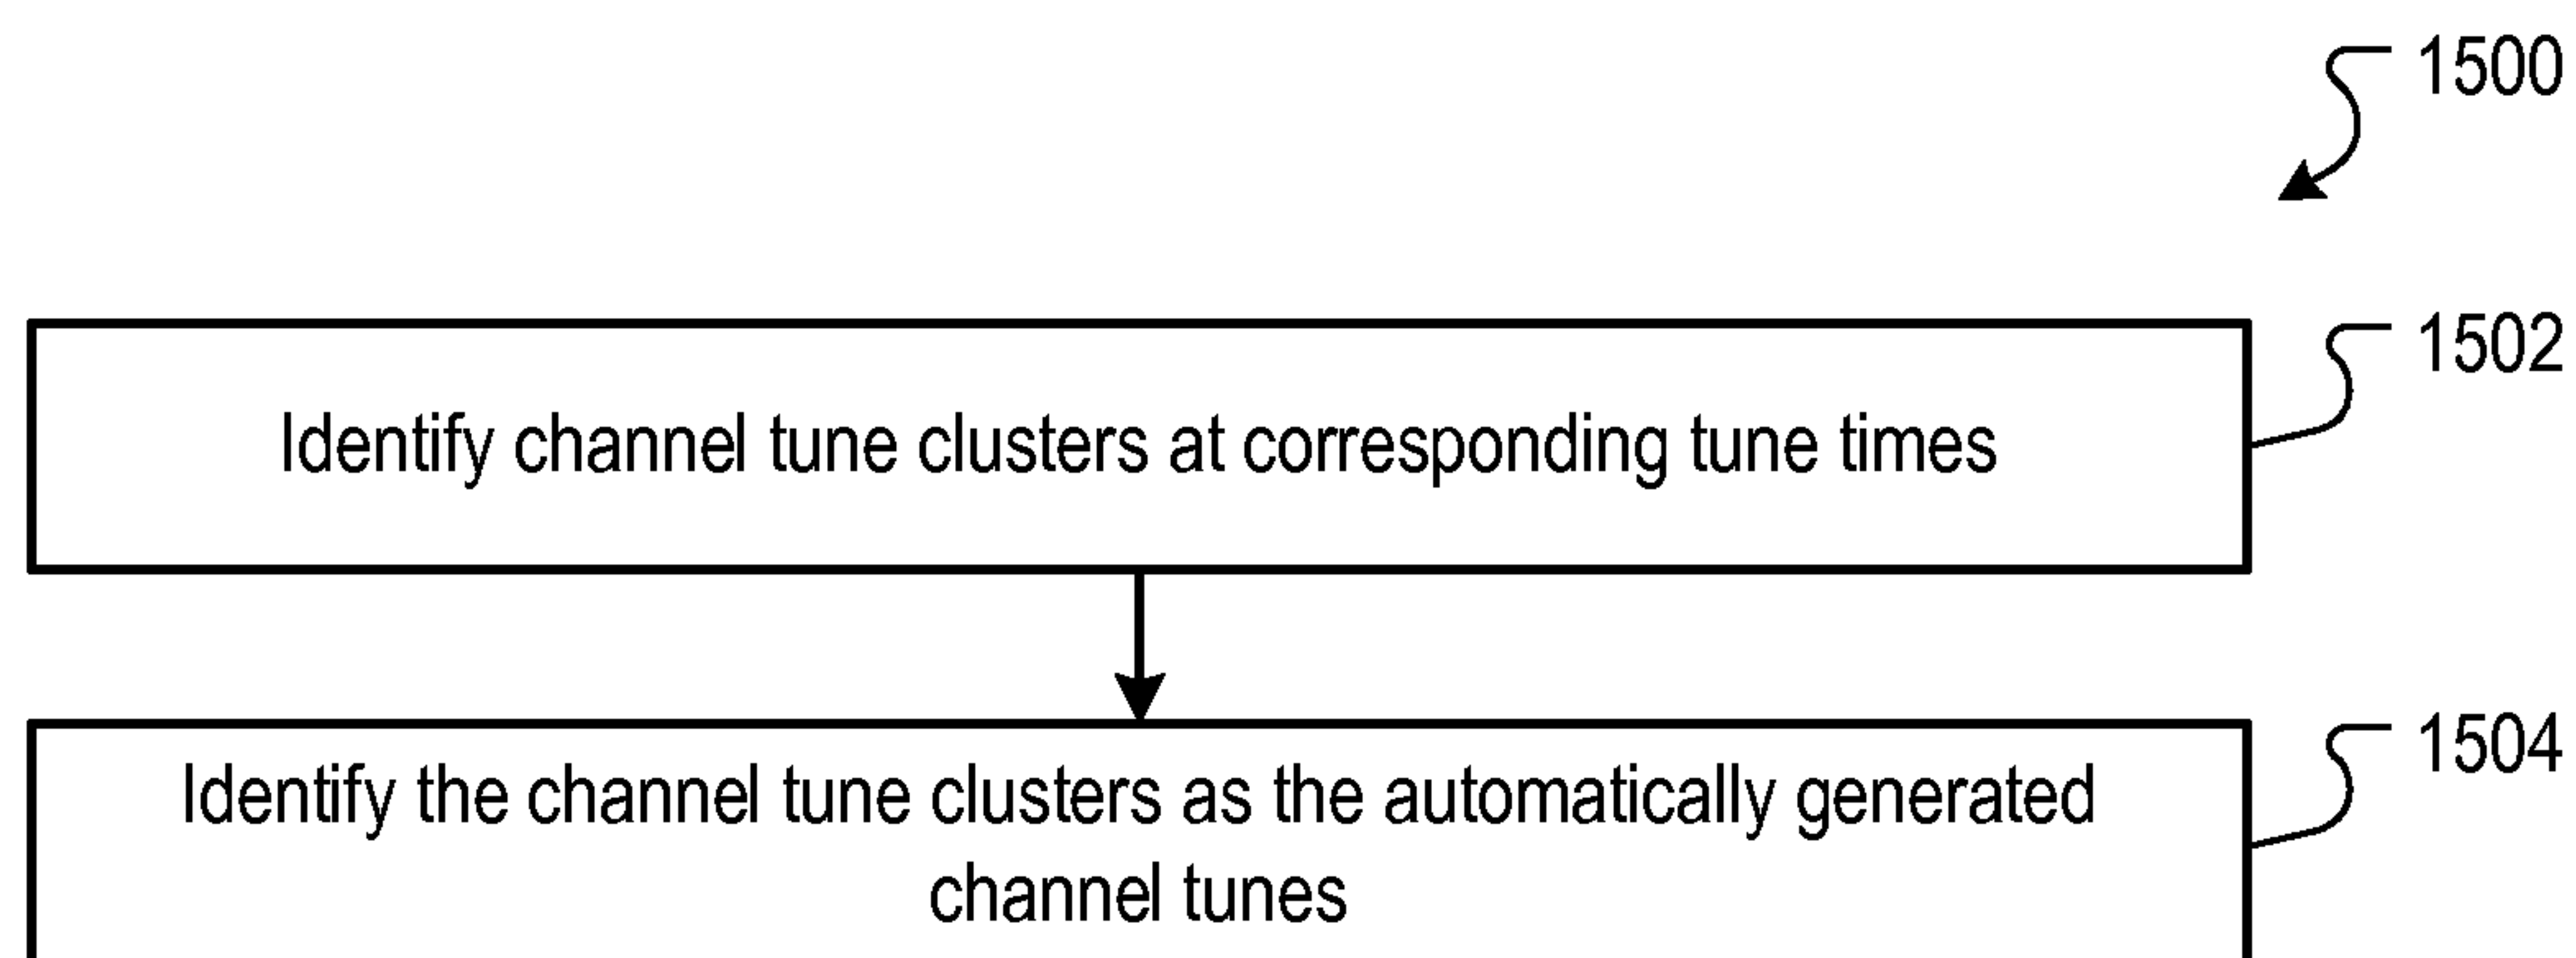 1500
1502
Identify channel tune clusters at corresponding tune times
1504
Identify the channel tune clusters as the automatically generated
channel tunes